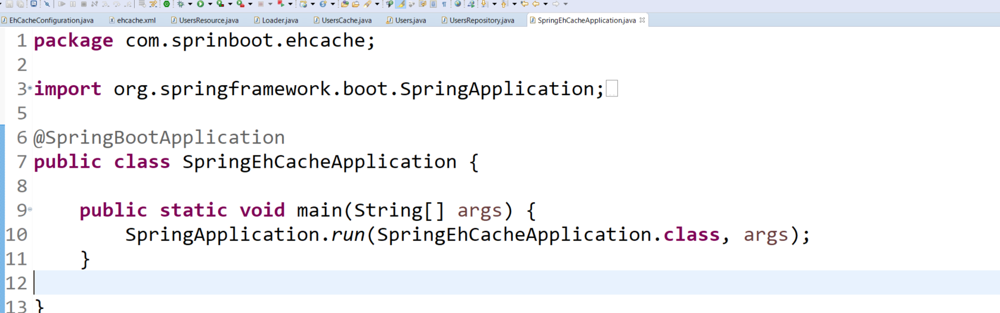 EhCacheConfiguration.java ehcache.xml UsersResource.java Loader.java UsersCache.java Users.java UsersRepository.java SpringEhCacheApplication.java
1 package com.sprinboot.ehcache;
2
3 import org.springframework.boot.SpringApplication;
5
6 @SpringBootApplication
7 public class SpringEhCacheApplication {
8
9 public static void main(String[] args) {
10 SpringApplication.run(SpringEhCacheApplication.class, args);
11 }
12
13 }